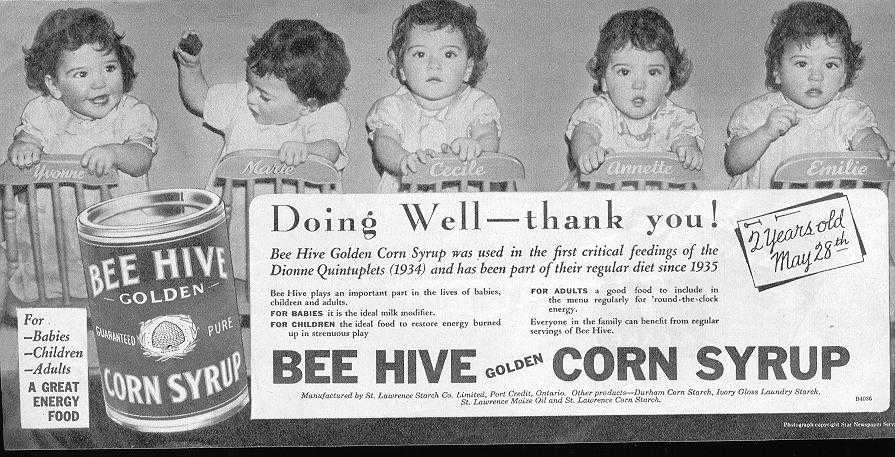 Yvonne
Marie
Cecile
Annette
Emilie
Doing Well—thank you!
2 Years old
May 28th
Bee Hive Golden Corn Syrup was used in the first critical feedings of the
Dionne Quintuplets (1934) and has been part of their regular diet since 1935
Bee Hive plays an important part in the lives of babies,
children and adults.
FOR BABIES it is the ideal milk modifier.
FOR CHILDREN the ideal food to restore energy burned
up in strenuous play
FOR ADULTS a good food to include in
the menu regularly for 'round-the-clock
energy.
Everyone in the family can benefit from regular
servings of Bee Hive.
BEE HIVE GOLDEN CORN SYRUP
Manufactured by St. Lawrence Starch Co. Limited, Port Credit, Ontario. Other products—Durham Corn Starch, Ivory Gloss Laundry Starch,
St. Lawrence Maize Oil and St. Lawrence Corn Starch.
B4086
BEE HIVE
GOLDEN
GUARANTEED PURE
CORN SYRUP
For
—Babies
—Children
—Adults
A GREAT
ENERGY
FOOD
Photograph copyright Star Newspaper